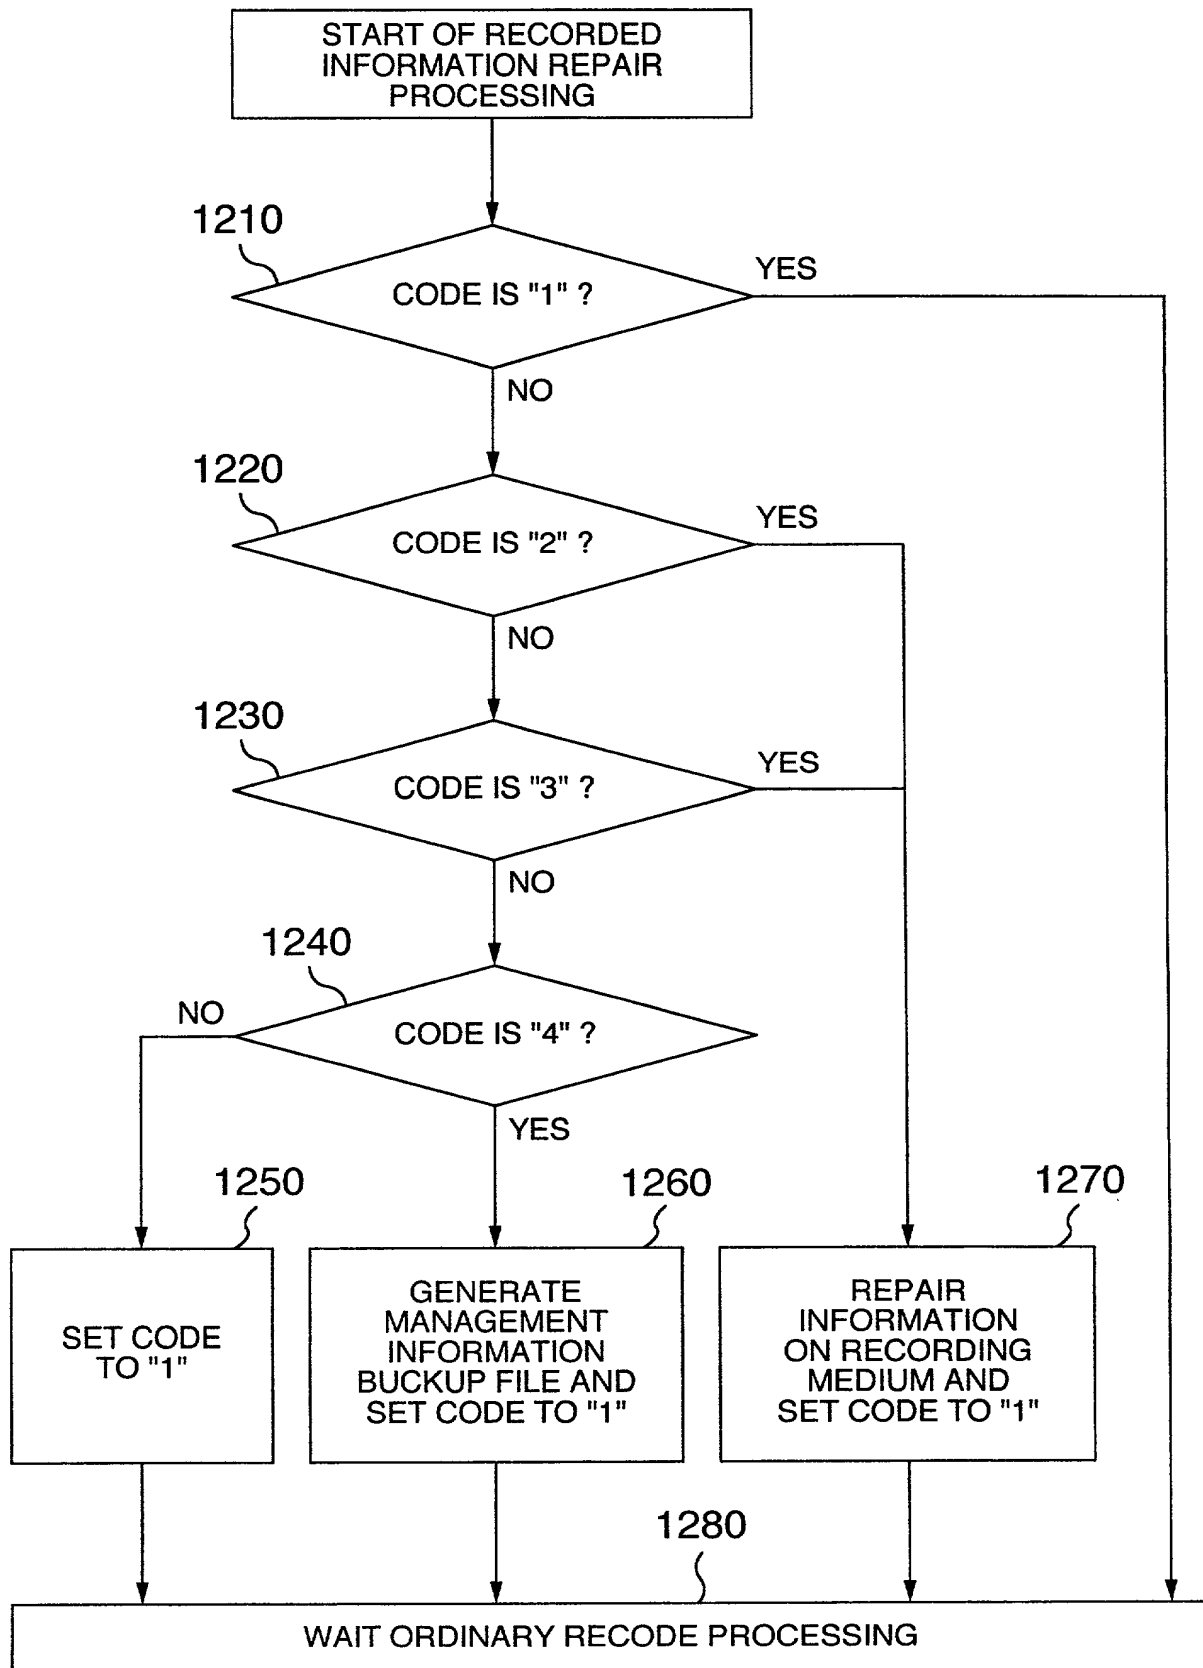 START OF RECORDED
INFORMATION REPAIR
PROCESSING
1210
CODE IS "1" ?
YES
NO
1220
CODE IS "2" ?
YES
NO
1230
CODE IS "3" ?
YES
NO
1240
CODE IS "4" ?
NO
YES
1250
SET CODE
TO "1"
1260
GENERATE
MANAGEMENT
INFORMATION
BUCKUP FILE AND
SET CODE TO "1"
1270
REPAIR
INFORMATION
ON RECORDING
MEDIUM AND
SET CODE TO "1"
1280
WAIT ORDINARY RECODE PROCESSING